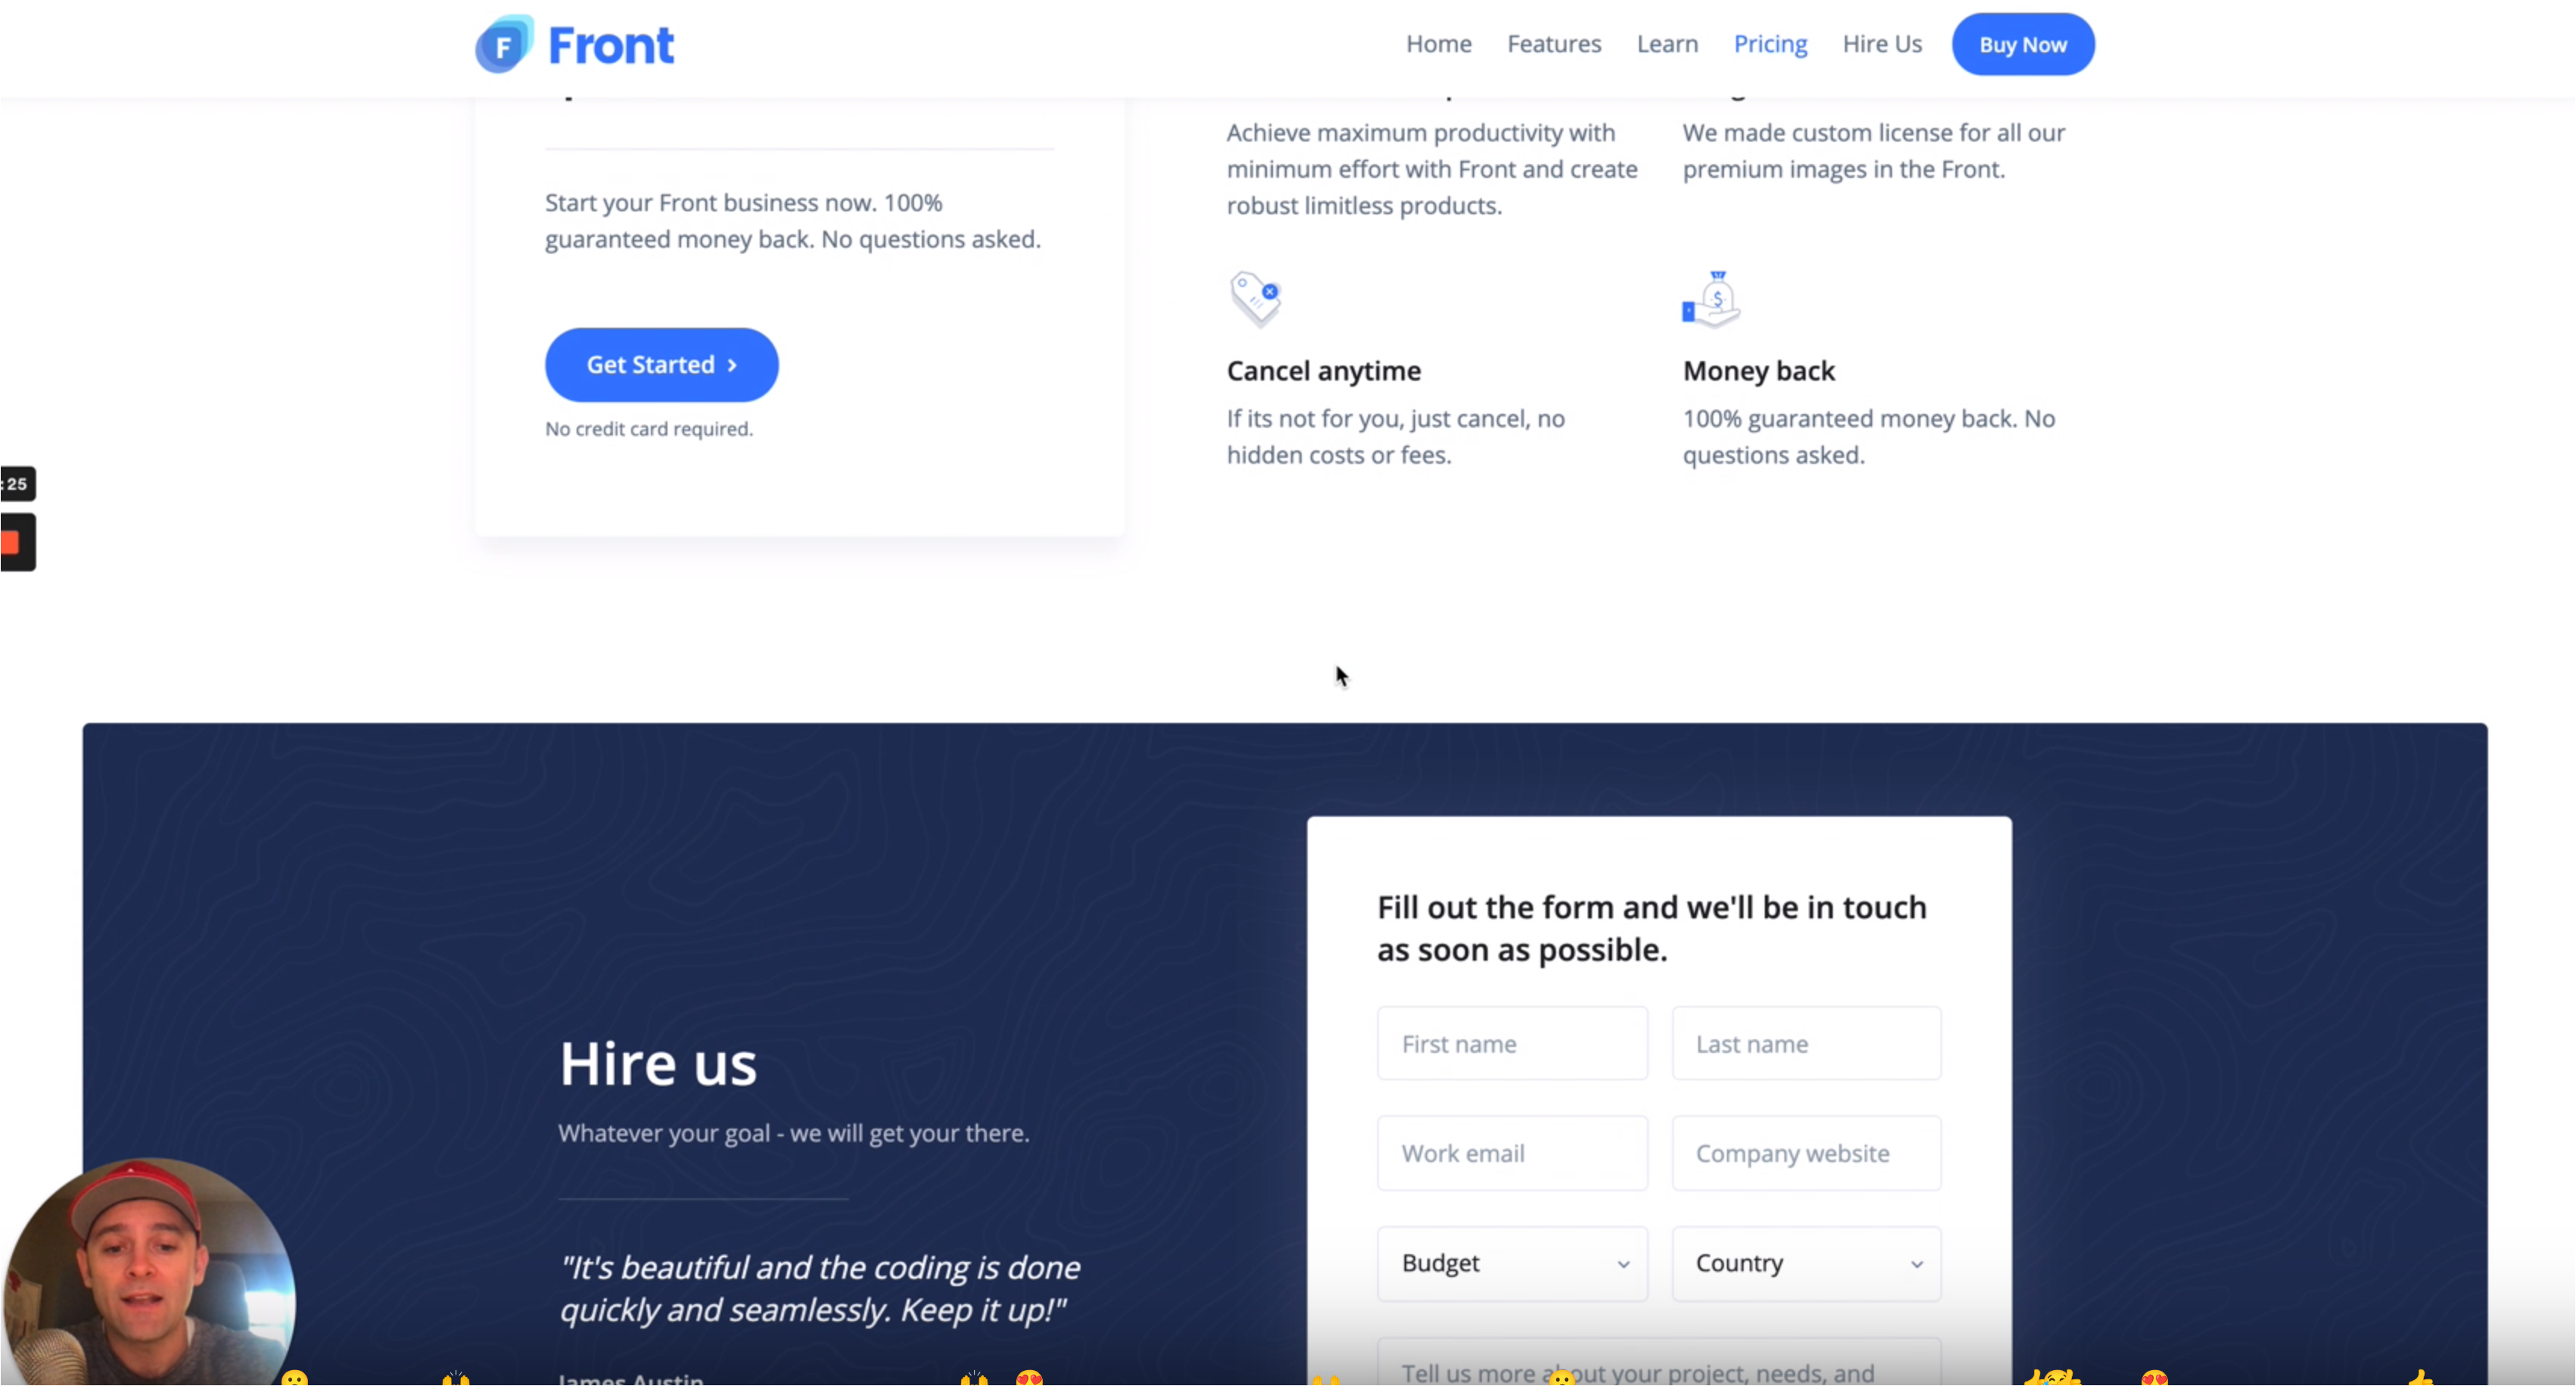 F Front
Home Features Learn Pricing Hire Us Buy Now
Start your Front business now. 100%
guaranteed money back. No questions asked.
Get Started
No credit card required.
Achieve maximum productivity with
minimum effort with Front and create
robust limitless products.
We made custom license for all our
premium images in the Front.
$
Cancel anytime
If its not for you, just cancel, no
hidden costs or fees.
Money back
100% guaranteed money back. No
questions asked.
:25
Hire us
Whatever your goal - we will get your there.
"It's beautiful and the coding is done
quickly and seamlessly. Keep it up!"
James Austin
Fill out the form and we'll be in touch
as soon as possible.
First name
Last name
Work email
Company website
Budget
Country
Tell us more about your project, needs, and